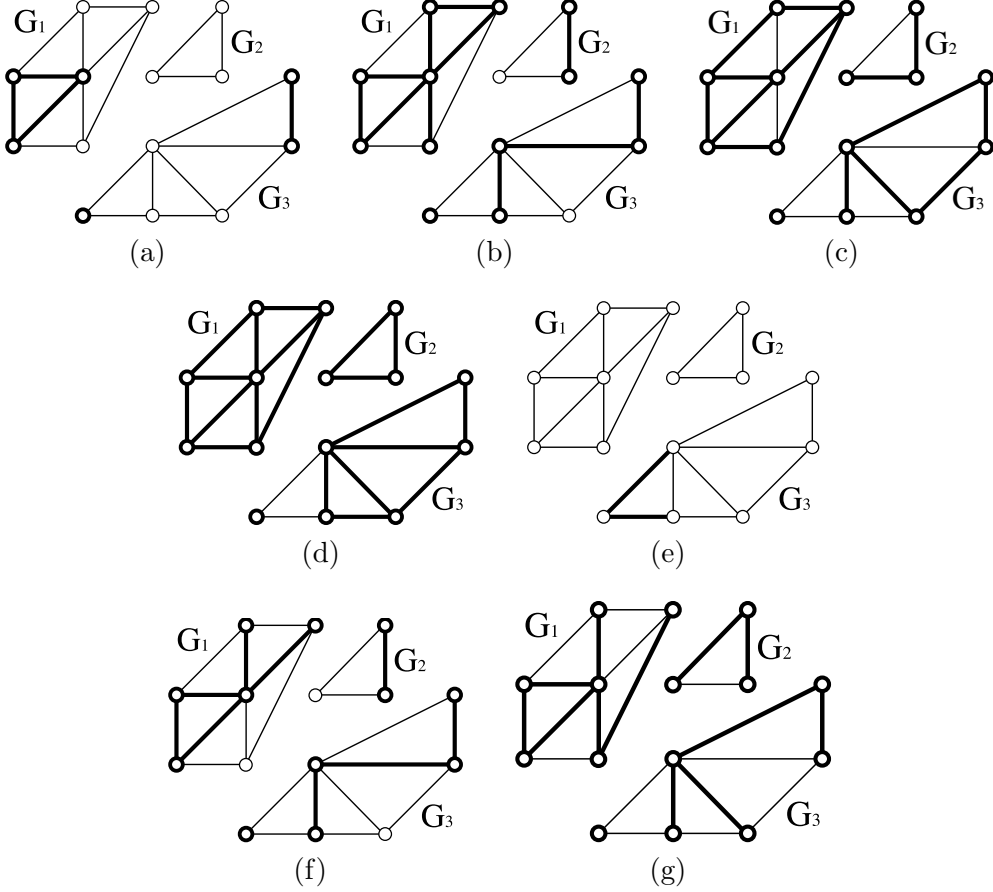 G₁ G₂ G₃
(a)
G₁ G₂ G₃
(b)
G₁ G₂ G₃
(c)
G₁ G₂ G₃
(d)
G₁ G₂ G₃
(e)
G₁ G₂ G₃
(f)
G₁ G₂ G₃
(g)